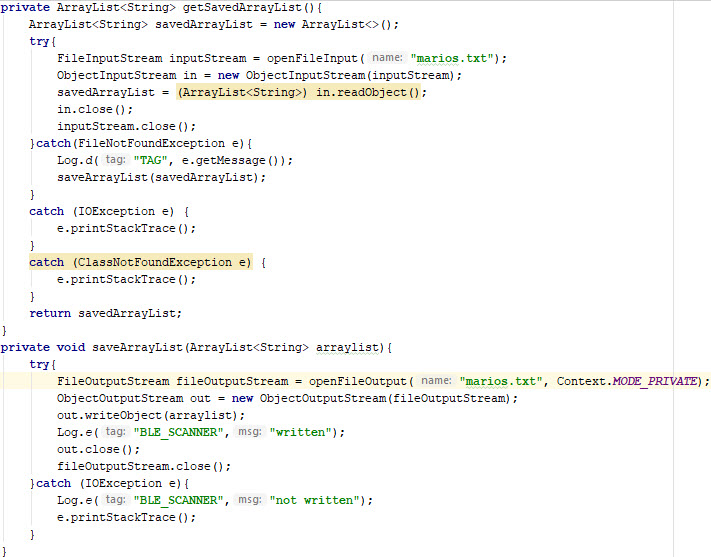 private ArrayList<String> getSavedArrayList(){
    ArrayList<String> savedArrayList = new ArrayList<>();
    try{
        FileInputStream inputStream = openFileInput( name: "marios.txt");
        ObjectInputStream in = new ObjectInputStream(inputStream);
        savedArrayList = (ArrayList<String>) in.readObject();
        in.close();
        inputStream.close();
    }catch(FileNotFoundException e){
        Log.d( tag: "TAG", e.getMessage());
        saveArrayList(savedArrayList);
    }
    catch (IOException e) {
        e.printStackTrace();
    }
    catch (ClassNotFoundException e) {
        e.printStackTrace();
    }
    return savedArrayList;
}
private void saveArrayList(ArrayList<String> arraylist){
    try{
        FileOutputStream fileOutputStream = openFileOutput( name: "marios.txt", Context.MODE_PRIVATE);
        ObjectOutputStream out = new ObjectOutputStream(fileOutputStream);
        out.writeObject(arraylist);
        Log.e( tag: "BLE_SCANNER", msg: "written");
        out.close();
        fileOutputStream.close();
    }catch (IOException e){
        Log.e( tag: "BLE_SCANNER", msg: "not written");
        e.printStackTrace();
    }
}